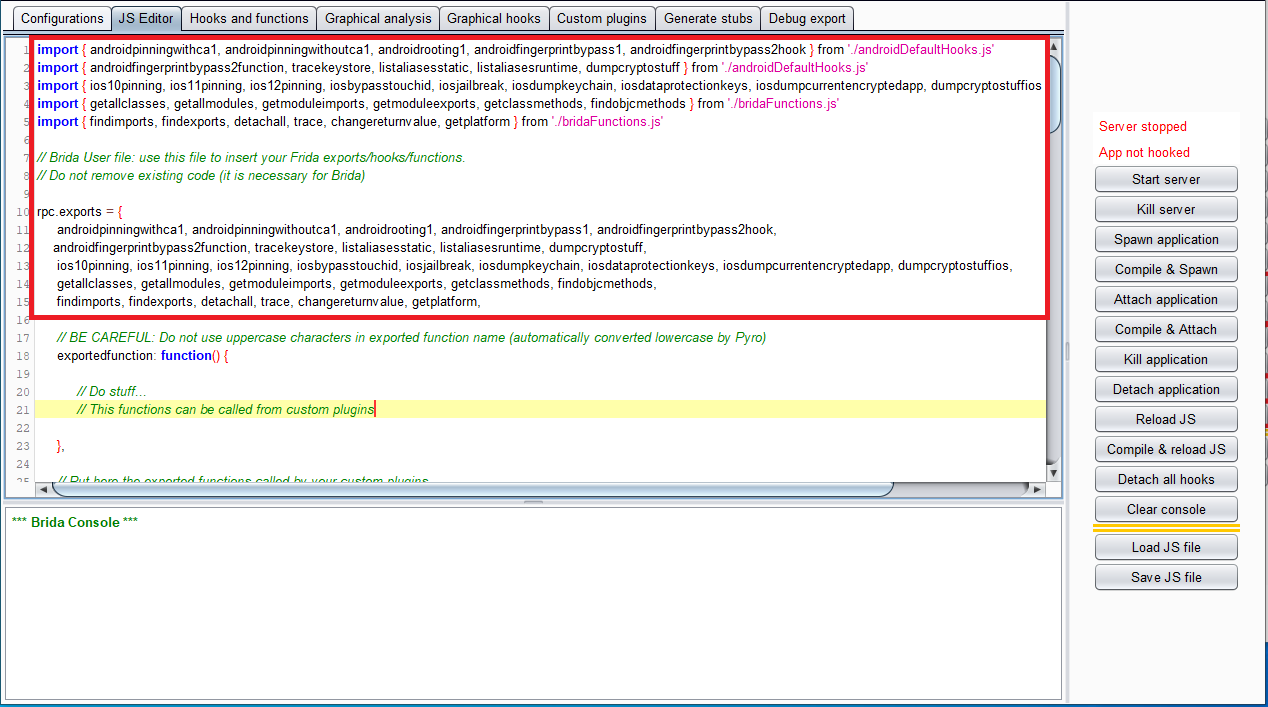 Configurations JS Editor Hooks and functions Graphical analysis Graphical hooks Custom plugins Generate stubs Debug export
1 import { androidpinningwithca1, androidpinningwithoutca1, androidrooting1, androidfingerprintbypass1, androidfingerprintbypass2hook } from './androidDefaultHooks.js'
2 import { androidfingerprintbypass2function, tracekeystore, listaliasesstatic, listaliasesruntime, dumpcryptostuff } from './androidDefaultHooks.js'
3 import { ios10pinning, ios11pinning, ios12pinning, iosbypasstouchid, iosjailbreak, iosdumpkeychain, iosdataprotectionkeys, iosdumpcurrentencryptedapp, dumpcryptostuffios
4 import { getallclasses, getallmodules, getmoduleimports, getmoduleexports, getclassmethods, findobjcmethods } from './bridaFunctions.js'
5 import { findimports, findexports, detachall, trace, changereturnvalue, getplatform } from './bridaFunctions.js'
6
7 // Brida User file: use this file to insert your Frida exports/hooks/functions.
8 // Do not remove existing code (it is necessary for Brida)
9
10 rpc.exports = {
11 androidpinningwithca1, androidpinningwithoutca1, androidrooting1, androidfingerprintbypass1, androidfingerprintbypass2hook,
12 androidfingerprintbypass2function, tracekeystore, listaliasesstatic, listaliasesruntime, dumpcryptostuff,
13 ios10pinning, ios11pinning, ios12pinning, iosbypasstouchid, iosjailbreak, iosdumpkeychain, iosdataprotectionkeys, iosdumpcurrentencryptedapp, dumpcryptostuffios,
14 getallclasses, getallmodules, getmoduleimports, getmoduleexports, getclassmethods, findobjcmethods,
15 findimports, findexports, detachall, trace, changereturnvalue, getplatform,
16
17 // BE CAREFUL: Do not use uppercase characters in exported function name (automatically converted lowercase by Pyro)
18 exportedfunction: function() {
19
20 // Do stuff...
21 // This functions can be called from custom plugins
22
23 },
24
25 // Put here the exported functions called by your custom plugins
*** Brida Console ***
Server stopped
App not hooked
Start server
Kill server
Spawn application
Compile & Spawn
Attach application
Compile & Attach
Kill application
Detach application
Reload JS
Compile & reload JS
Detach all hooks
Clear console
Load JS file
Save JS file